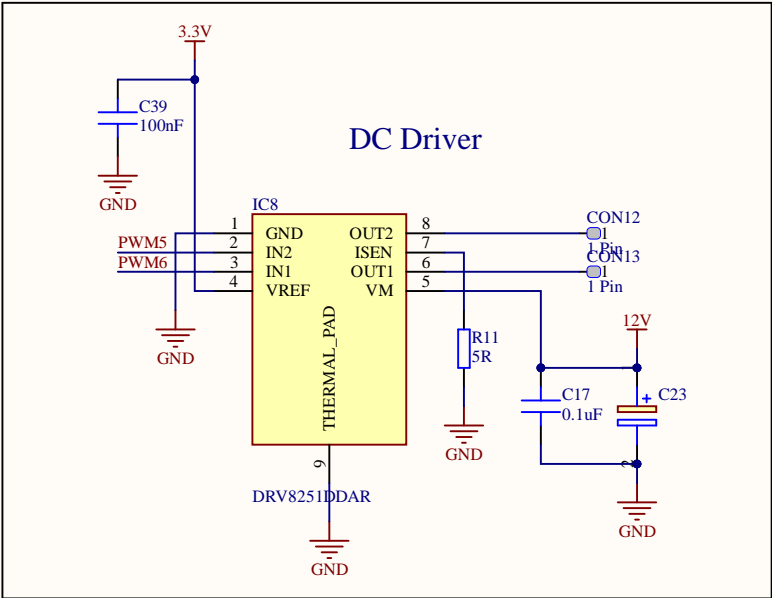 3.3V
C39
100nF
GND
DC Driver
IC8
1
GND
OUT2
8
CON12
1
1 Pin
PWM5
2
IN2
ISEN
7
PWM6
3
IN1
OUT1
6
CON13
1
1 Pin
4
VREF
VM
5
THERMAL_PAD
9
DRV8251DDAR
GND
GND
R11
5R
GND
12V
C17
0.1uF
+
C23
2
GND